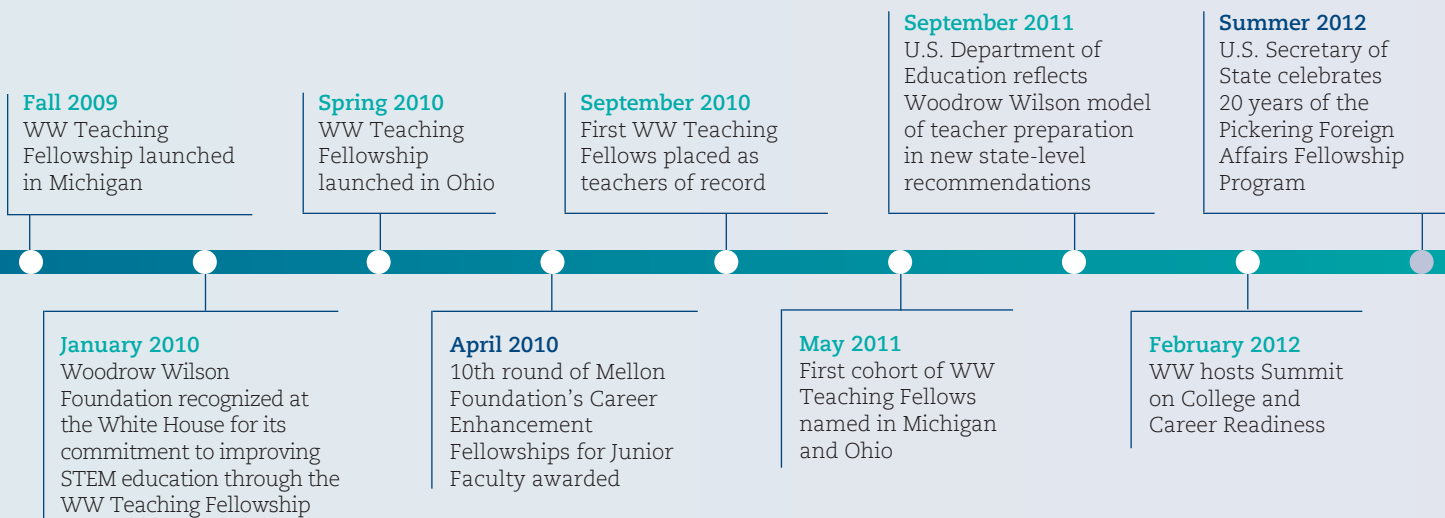 Fall 2009
WW Teaching
Fellowship launched
in Michigan
January 2010
Woodrow Wilson
Foundation recognized at
the White House for its
commitment to improving
STEM education through the
WW Teaching Fellowship
Spring 2010
WW Teaching
Fellowship
launched in Ohio
April 2010
10th round of Mellon
Foundation's Career
Enhancement
Fellowships for Junior
Faculty awarded
September 2010
First WW Teaching
Fellows placed as
teachers of record
May 2011
First cohort of WW
Teaching Fellows
named in Michigan
and Ohio
September 2011
U.S. Department of
Education reflects
Woodrow Wilson model
of teacher preparation
in new state-level
recommendations
February 2012
WW hosts Summit
on College and
Career Readiness
Summer 2012
U.S. Secretary of
State celebrates
20 years of the
Pickering Foreign
Affairs Fellowship
Program